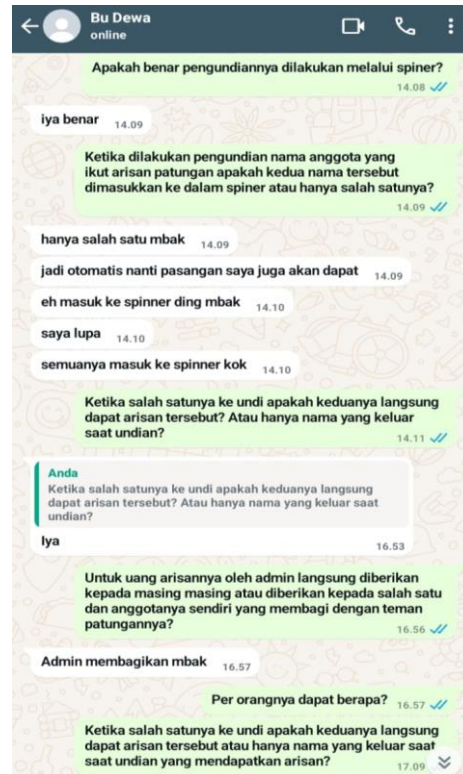 Bu Dewa
online
Apakah benar pengundiannya dilakukan melalui spiner?
14.08
iya benar 14.09
Ketika dilakukan pengundian nama anggota yang
ikut arisan patungan apakah kedua nama tersebut
dimasukkan ke dalam spiner atau hanya salah satunya?
14.09
hanya salah satu mbak 14.09
jadi otomatis nanti pasangan saya juga akan dapat 14.09
eh masuk ke spinner ding mbak 14.10
saya lupa 14.10
semuanya masuk ke spinner kok 14.10
Ketika salah satunya ke undi apakah keduanya langsung
dapat arisan tersebut? Atau hanya nama yang keluar
saat undian?
14.11
Anda
Ketika salah satunya ke undi apakah keduanya langsung
dapat arisan tersebut? Atau hanya nama yang keluar saat
undian?
Iya
16.53
Untuk uang arisannya oleh admin langsung diberikan
kepada masing masing atau diberikan kepada salah satu
dan anggotanya sendiri yang membagi dengan teman
patungannya?
16.56
Admin membagikan mbak 16.57
Per orangnya dapat berapa? 16.57
Ketika salah satunya ke undi apakah keduanya langsung
dapat arisan tersebut atau hanya nama yang keluar saat
saat undian yang mendapatkan arisan?
17.09